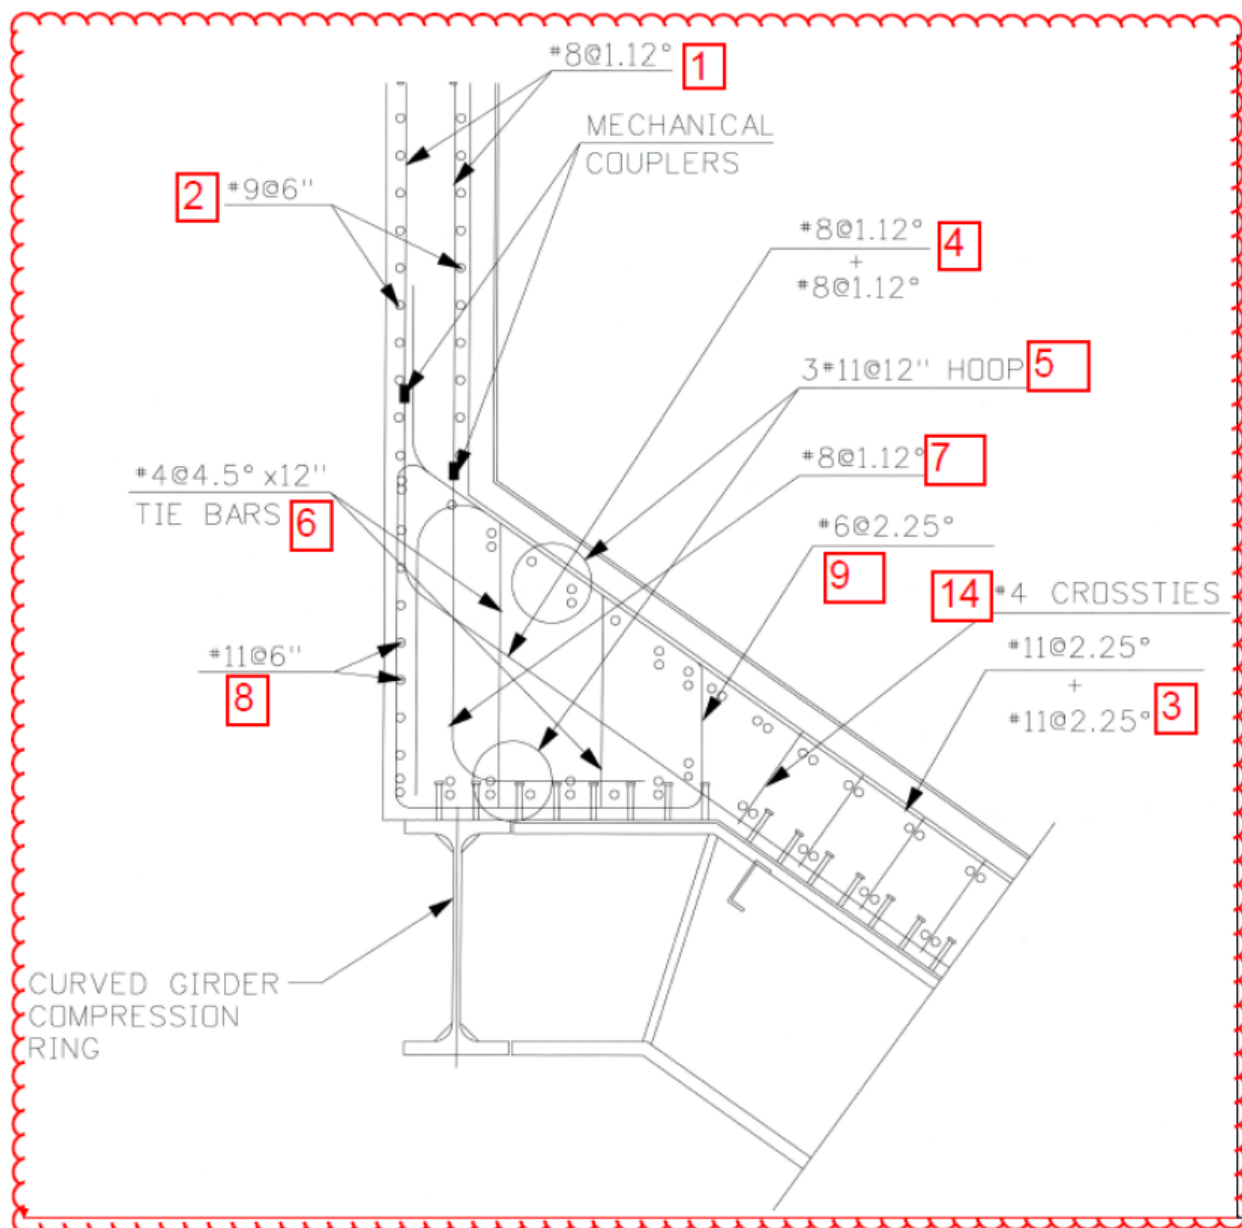 #8@1.12° 1
MECHANICAL
COUPLERS
2 #9@6"
#8@1.12° 4
+
#8@1.12°
3#11@12" HOOP 5
#8@1.12° 7
#4@4.5° x12"
TIE BARS 6
#6@2.25°
9
14 #4 CROSSTIES
#11@6"
8
#11@2.25°
+
#11@2.25° 3
CURVED GIRDER
COMPRESSION
RING